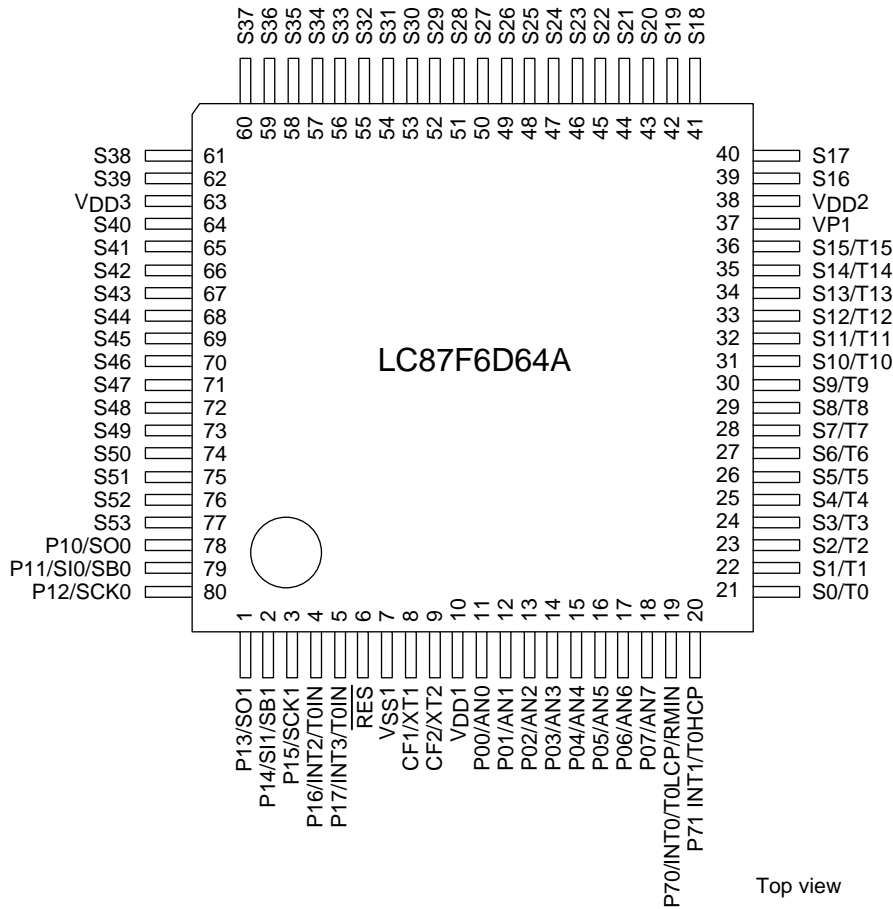 S37 S36 S35 S34 S33 S32 S31 S30 S29 S28 S27 S26 S25 S24 S23 S22 S21 S20 S19 S18
60 59 58 57 56 55 54 53 52 51 50 49 48 47 46 45 44 43 42 41
S38 61 40 S17
S39 62 39 S16
VDD3 63 38 VDD2
S40 64 37 VP1
S41 65 36 S15/T15
S42 66 35 S14/T14
S43 67 34 S13/T13
S44 68 33 S12/T12
S45 69 32 S11/T11
S46 70 31 S10/T10
LC87F6D64A
S47 71 30 S9/T9
S48 72 29 S8/T8
S49 73 28 S7/T7
S50 74 27 S6/T6
S51 75 26 S5/T5
S52 76 25 S4/T4
S53 77 24 S3/T3
P10/SO0 78 23 S2/T2
P11/SI0/SB0 79 22 S1/T1
P12/SCK0 80 21 S0/T0
1 2 3 4 5 6 7 8 9 10 11 12 13 14 15 16 17 18 19 20
P13/SO1
P14/SI1/SB1
P15/SCK1
P16/INT2/T0IN
P17/INT3/T0IN
RES
VSS1
CF1/XT1
CF2/XT2
VDD1
P00/AN0
P01/AN1
P02/AN2
P03/AN3
P04/AN4
P05/AN5
P06/AN6
P07/AN7
P70/INT0/T0LCP/RMIN
P71 INT1/T0HCP
Top view